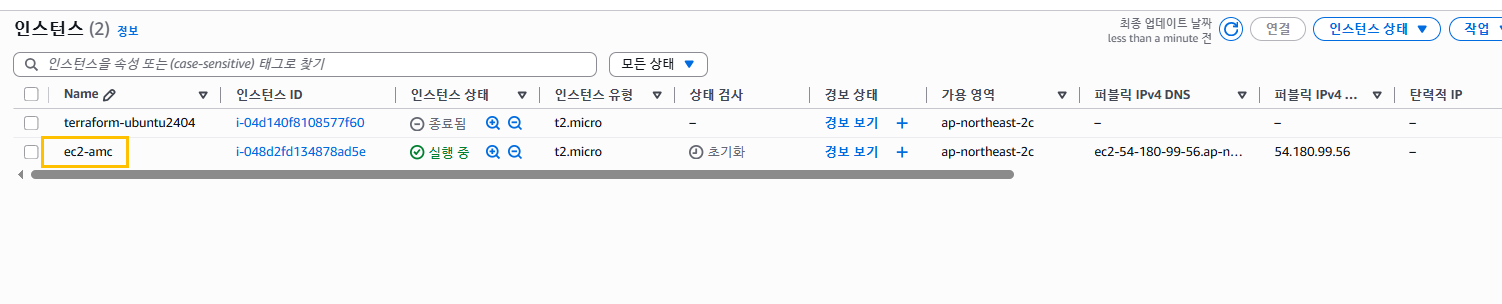 인스턴스 (2) 정보
최종 업데이트 날짜
less than a minute 전
연결
인스턴스 상태
작업
인스턴스을 속성 또는 (case-sensitive) 태그로 찾기
모든 상태
Name 인스턴스 ID 인스턴스 상태 인스턴스 유형 상태 검사 경보 상태 가용 영역 퍼블릭 IPv4 DNS 퍼블릭 IPv4 ... 탄력적 IP
terraform-ubuntu2404 i-04d140f8108577f60 종료됨 t2.micro – 경보 보기 + ap-northeast-2c – – –
ec2-amc i-048d2fd134878ad5e 실행 중 t2.micro 초기화 경보 보기 + ap-northeast-2c ec2-54-180-99-56.ap-n... 54.180.99.56 –